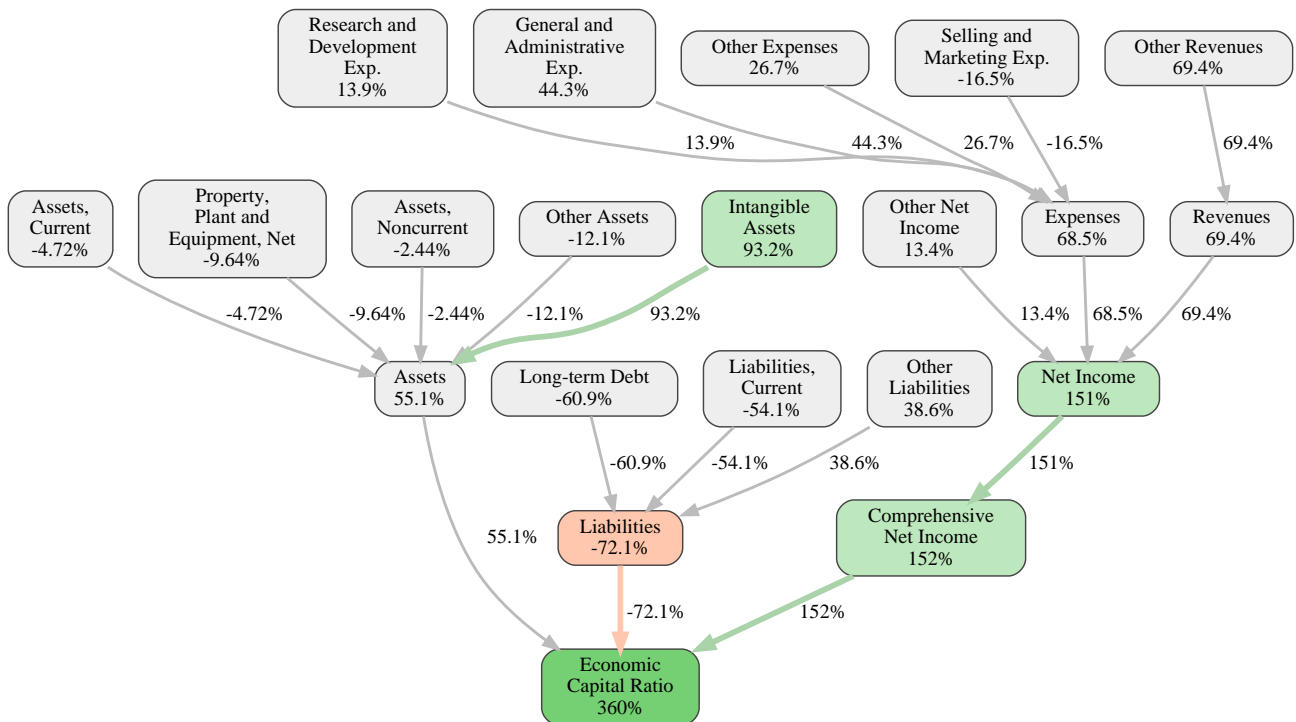 Research and
Development
Exp.
13.9%
General and
Administrative
Exp.
44.3%
Other Expenses
26.7%
Selling and
Marketing Exp.
-16.5%
Other Revenues
69.4%
13.9%
44.3%
26.7%
-16.5%
69.4%
Assets,
Current
-4.72%
Property,
Plant and
Equipment, Net
-9.64%
Assets,
Noncurrent
-2.44%
Other Assets
-12.1%
Intangible
Assets
93.2%
Other Net
Income
13.4%
Expenses
68.5%
Revenues
69.4%
-4.72%
-9.64%
-2.44%
-12.1%
93.2%
13.4%
68.5%
69.4%
Assets
55.1%
Long-term Debt
-60.9%
Liabilities,
Current
-54.1%
Other
Liabilities
38.6%
Net Income
151%
-60.9%
-54.1%
38.6%
151%
55.1%
Liabilities
-72.1%
Comprehensive
Net Income
152%
-72.1%
152%
Economic
Capital Ratio
360%